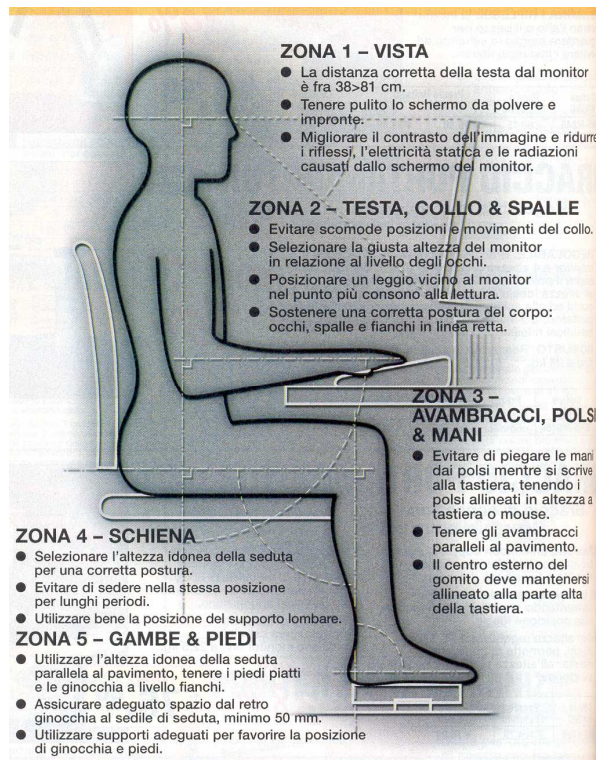 ZONA 1 – VISTA
● La distanza corretta della testa dal monitor
è fra 38>81 cm.
● Tenere pulito lo schermo da polvere e
impronte.
● Migliorare il contrasto dell'immagine e ridurre
i riflessi, l'elettricità statica e le radiazioni
causati dallo schermo del monitor.
ZONA 2 – TESTA, COLLO & SPALLE
● Evitare scomode posizioni e movimenti del collo.
● Selezionare la giusta altezza del monitor
in relazione al livello degli occhi.
● Posizionare un leggio vicino al monitor
nel punto più consono alla lettura.
● Sostenere una corretta postura del corpo:
occhi, spalle e fianchi in linea retta.
ZONA 3 –
AVAMBRACCI, POLSI
& MANI
● Evitare di piegare le mani
dai polsi mentre si scrive
alla tastiera, tenendo i
polsi allineati in altezza a
tastiera o mouse.
● Tenere gli avambracci
paralleli al pavimento.
● Il centro esterno del
gomito deve mantenersi
allineato alla parte alta
della tastiera.
ZONA 4 – SCHIENA
● Selezionare l'altezza idonea della seduta
per una corretta postura.
● Evitare di sedere nella stessa posizione
per lunghi periodi.
● Utilizzare bene la posizione del supporto lombare.
ZONA 5 – GAMBE & PIEDI
● Utilizzare l'altezza idonea della seduta
parallela al pavimento, tenere i piedi piatti
e le ginocchia a livello fianchi.
● Assicurare adeguato spazio dal retro
ginocchia al sedile di seduta, minimo 50 mm.
● Utilizzare supporti adeguati per favorire la posizione
di ginocchia e piedi.